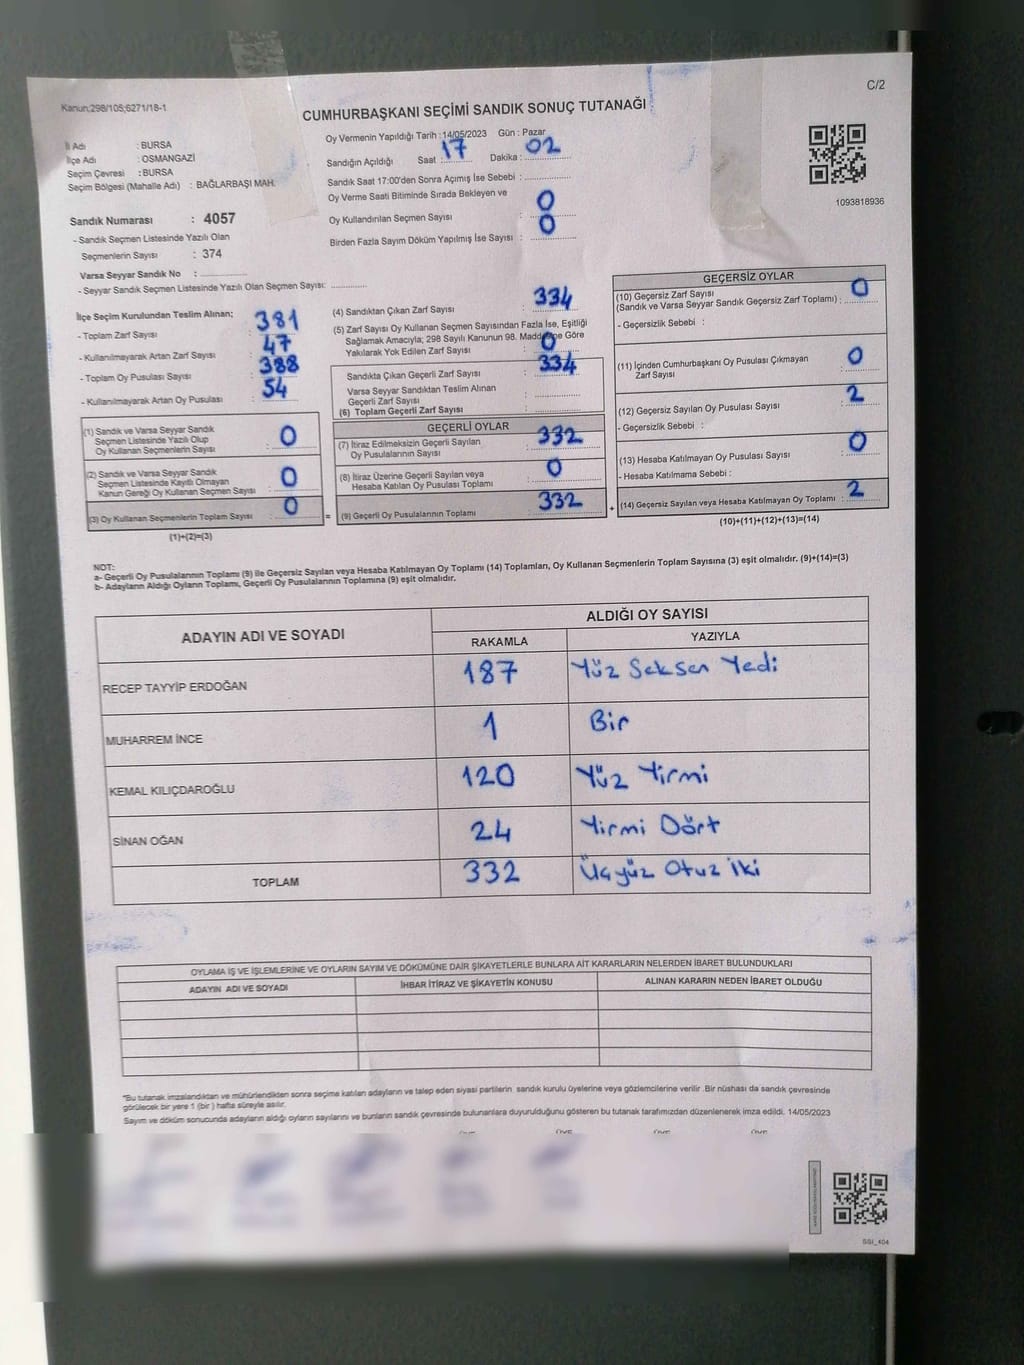 C/2
Kanun:298/105;6271/18-1
CUMHURBAŞKANI SEÇİMİ SANDIK SONUÇ TUTANAĞI
İl Adı : BURSA
İlçe Adı : OSMANGAZİ
Seçim Çevresi : BURSA
Seçim Bölgesi (Mahalle Adı) : BAĞLARBAŞI MAH.
Sandık Numarası : 4057
- Sandık Seçmen Listesinde Yazılı Olan
Seçmenlerin Sayısı : 374
Varsa Seyyar Sandık No :
- Seyyar Sandık Seçmen Listesinde Yazılı Olan Seçmen Sayısı:
Oy Vermenin Yapıldığı Tarih : 14/05/2023 Gün : Pazar
Sandığın Açıldığı Saat : 17 Dakika : 02
Sandık Saat 17:00'den Sonra Açımış İse Sebebi :
Oy Verme Saati Bitiminde Sırada Bekleyen ve
Oy Kullandırılan Seçmen Sayısı : 0
Birden Fazla Sayım Döküm Yapılmış İse Sayısı : 0
1093818936
İlçe Seçim Kurulundan Teslim Alınan;
- Toplam Zarf Sayısı : 381
- Kullanılmayarak Artan Zarf Sayısı : 47
- Toplam Oy Pusulası Sayısı : 388
- Kullanılmayarak Artan Oy Pusulası : 54
(1) Sandık ve Varsa Seyyar Sandık
Seçmen Listesinde Yazılı Olup
Oy Kullanan Seçmenlerin Sayısı : 0
(2) Sandık ve Varsa Seyyar Sandık
Seçmen Listesinde Kayıtlı Olmayan
Kanun Gereği Oy Kullanan Seçmen Sayısı : 0
(3) Oy Kullanan Seçmenlerin Toplam Sayısı : 0
(1)+(2)=(3)
=
(4) Sandıktan Çıkan Zarf Sayısı : 334
(5) Zarf Sayısı Oy Kullanan Seçmen Sayısından Fazla İse, Eşitliği
Sağlamak Amacıyla; 298 Sayılı Kanunun 98. Maddesine Göre
Yakılarak Yok Edilen Zarf Sayısı : 0
Sandıkta Çıkan Geçerli Zarf Sayısı : 334
Varsa Seyyar Sandıktan Teslim Alınan
Geçerli Zarf Sayısı :
(6) Toplam Geçerli Zarf Sayısı :
GEÇERLİ OYLAR
(7) İtiraz Edilmeksizin Geçerli Sayılan
Oy Pusulalarının Sayısı : 332
(8) İtiraz Üzerine Geçerli Sayılan veya
Hesaba Katılan Oy Pusulası Toplamı : 0
(9) Geçerli Oy Pusulalarının Toplamı : 332
+
GEÇERSİZ OYLAR
(10) Geçersiz Zarf Sayısı
(Sandık ve Varsa Seyyar Sandık Geçersiz Zarf Toplamı) : 0
- Geçersizlik Sebebi :
(11) İçinden Cumhurbaşkanı Oy Pusulası Çıkmayan
Zarf Sayısı : 0
(12) Geçersiz Sayılan Oy Pusulası Sayısı : 2
- Geçersizlik Sebebi :
(13) Hesaba Katılmayan Oy Pusulası Sayısı : 0
- Hesaba Katılmama Sebebi :
(14) Geçersiz Sayılan veya Hesaba Katılmayan Oy Toplamı : 2
(10)+(11)+(12)+(13)=(14)
NOT:
a- Geçerli Oy Pusulalarının Toplamı (9) ile Geçersiz Sayılan veya Hesaba Katılmayan Oy Toplamı (14) Toplamları, Oy Kullanan Seçmenlerin Toplam Sayısına (3) eşit olmalıdır. (9)+(14)=(3)
b- Adayların Aldığı Oyların Toplamı, Geçerli Oy Pusulalarının Toplamına (9) eşit olmalıdır.
ADAYIN ADI VE SOYADI
ALDIĞI OY SAYISI
RAKAMLA YAZIYLA
RECEP TAYYİP ERDOĞAN 187 Yüz Seksen Yedi
MUHARREM İNCE 1 Bir
KEMAL KILIÇDAROĞLU 120 Yüz Yirmi
SİNAN OĞAN 24 Yirmi Dört
TOPLAM 332 Üçyüz Otuz İki
OYLAMA İŞ VE İŞLEMLERİNE VE OYLARIN SAYIM VE DÖKÜMÜNE DAİR ŞİKAYETLERLE BUNLARA AİT KARARLARIN NELERDEN İBARET BULUNDUKLARI
ADAYIN ADI VE SOYADI İHBAR İTİRAZ VE ŞİKAYETİN KONUSU ALINAN KARARIN NEDEN İBARET OLDUĞU
*Bu tutanak imzalandıktan ve mühürlendikten sonra seçime katılan adayların ve talep eden siyasi partilerin sandık kurulu üyelerine veya gözlemcilerine verilir .Bir nüshası da sandık çevresinde
görülecek bir yere 1 (bir ) hafta süreyle asılır.
Sayım ve döküm sonucunda adayların aldığı oyların sayılarını ve bunların sandık çevresinde bulunanlara duyurulduğunu gösteren bu tutanak tarafımızdan düzenlenerek imza edildi. 14/05/2023
SGI_404